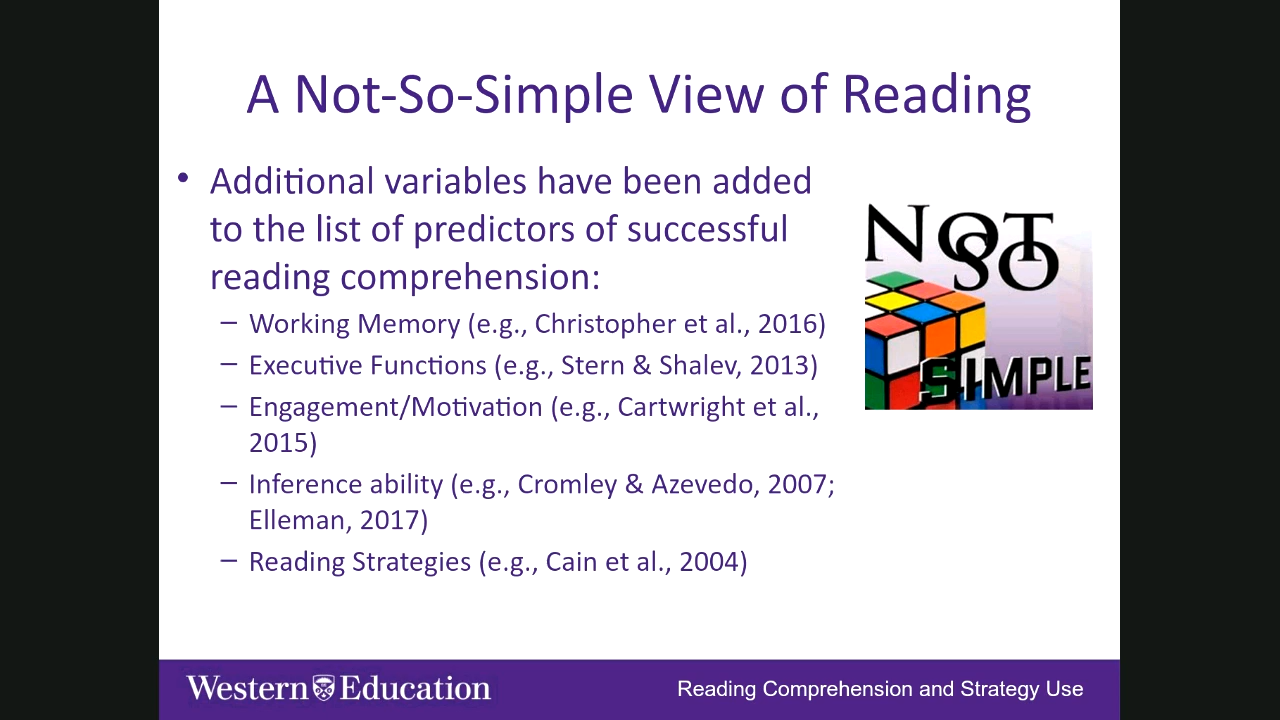 A Not-So-Simple View of Reading
• Additional variables have been added
to the list of predictors of successful
reading comprehension:
– Working Memory (e.g., Christopher et al., 2016)
– Executive Functions (e.g., Stern & Shalev, 2013)
– Engagement/Motivation (e.g., Cartwright et al.,
2015)
– Inference ability (e.g., Cromley & Azevedo, 2007;
Elleman, 2017)
– Reading Strategies (e.g., Cain et al., 2004)
NOT
SO
SIMPLE
Western Education
Reading Comprehension and Strategy Use